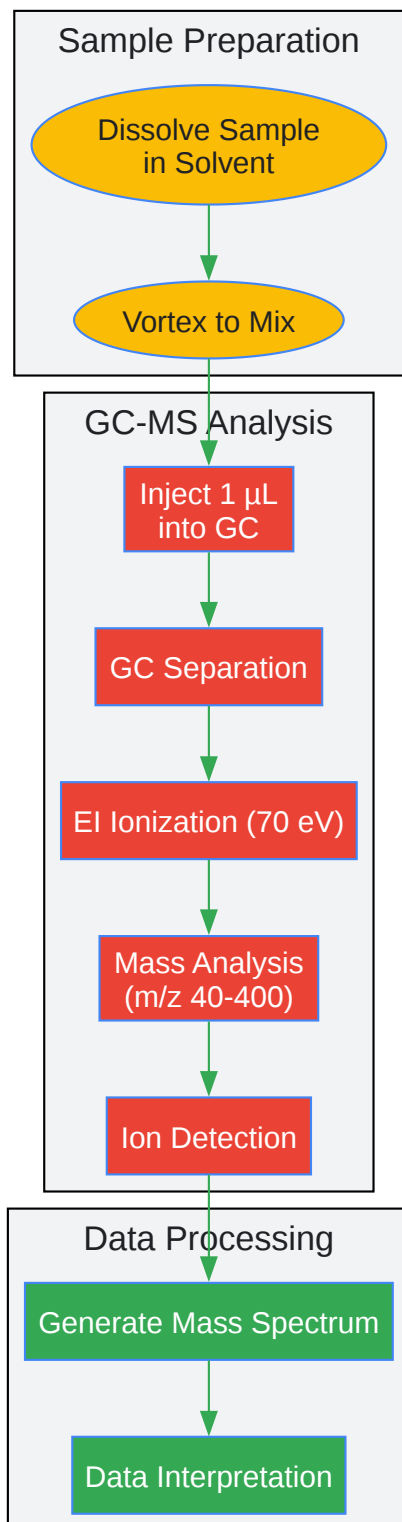 Sample Preparation
Dissolve Sample
in Solvent
Vortex to Mix
GC-MS Analysis
Inject 1 µL
into GC
GC Separation
EI Ionization (70 eV)
Mass Analysis
(m/z 40-400)
Ion Detection
Data Processing
Generate Mass Spectrum
Data Interpretation